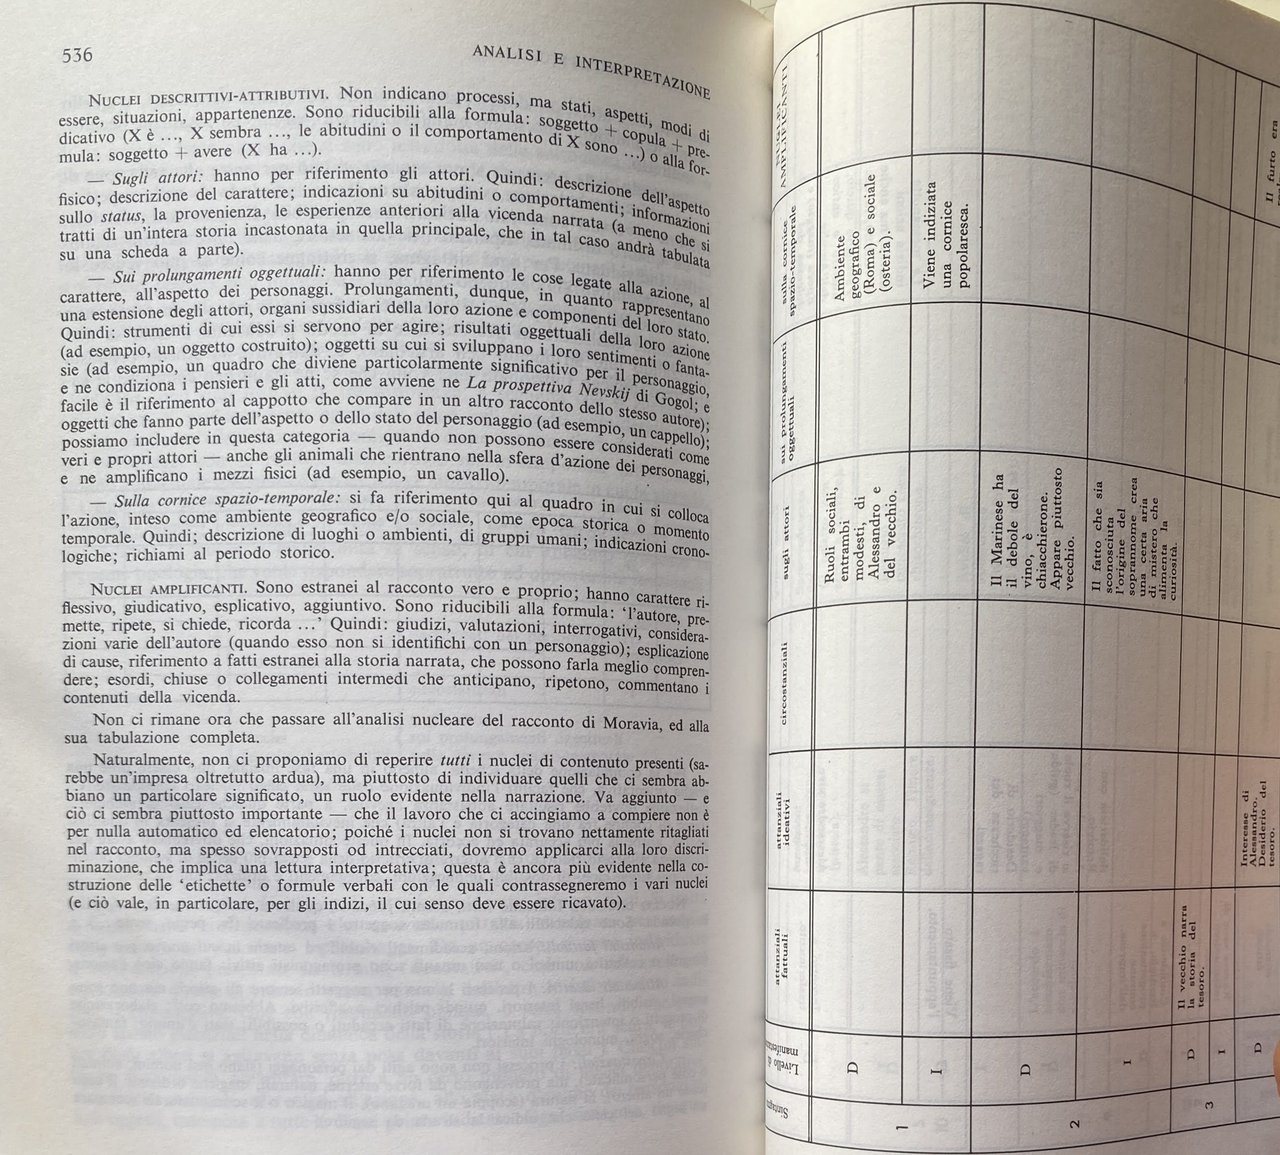 536
ANALISI E INTERPRETAZIONE
NUCLEI DESCRITTIVI-ATTRIBUTIVI. Non indicano processi, ma stati, aspetti, modi di
essere, situazioni, appartenenze. Sono riducibili alla formula: soggetto + copula + pre-
dicativo (X è ..., X sembra ..., le abitudini o il comportamento di X sono ...) o alla for-
mula: soggetto + avere (X ha ...).
— Sugli attori: hanno per riferimento gli attori. Quindi: descrizione dell'aspetto
fisico; descrizione del carattere; indicazioni su abitudini o comportamenti; informazioni
sullo status, la provenienza, le esperienze anteriori alla vicenda narrata (a meno che si
tratti di un'intera storia incastonata in quella principale, che in tal caso andrà tabulata
su una scheda a parte).
— Sui prolungamenti oggettuali: hanno per riferimento le cose legate alla azione, al
carattere, all'aspetto dei personaggi. Prolungamenti, dunque, in quanto rappresentano
una estensione degli attori, organi sussidiari della loro azione e componenti del loro stato.
Quindi: strumenti di cui essi si servono per agire; risultati oggettuali della loro azione
(ad esempio, un oggetto costruito); oggetti su cui si sviluppano i loro sentimenti o fanta-
sie (ad esempio, un quadro che diviene particolarmente significativo per il personaggio,
e ne condiziona i pensieri e gli atti, come avviene ne La prospettiva Nevskij di Gogol; e
facile è il riferimento al cappotto che compare in un altro racconto dello stesso autore);
oggetti che fanno parte dell'aspetto o dello stato del personaggio (ad esempio, un cappello);
possiamo includere in questa categoria — quando non possono essere considerati come
veri e propri attori — anche gli animali che rientrano nella sfera d'azione dei personaggi,
e ne amplificano i mezzi fisici (ad esempio, un cavallo).
— Sulla cornice spazio-temporale: si fa riferimento qui al quadro in cui si colloca
l'azione, inteso come ambiente geografico e/o sociale, come epoca storica o momento
temporale. Quindi; descrizione di luoghi o ambienti, di gruppi umani; indicazioni crono-
logiche; richiami al periodo storico.
NUCLEI AMPLIFICANTI. Sono estranei al racconto vero e proprio; hanno carattere ri-
flessivo, giudicativo, esplicativo, aggiuntivo. Sono riducibili alla formula: 'l'autore, pre-
mette, ripete, si chiede, ricorda ...' Quindi: giudizi, valutazioni, interrogativi, considera-
zioni varie dell'autore (quando esso non si identifichi con un personaggio); esplicazione
di cause, riferimento a fatti estranei alla storia narrata, che possono farla meglio compren-
dere; esordi, chiuse o collegamenti intermedi che anticipano, ripetono, commentano i
contenuti della vicenda.
Non ci rimane ora che passare all'analisi nucleare del racconto di Moravia, ed alla
sua tabulazione completa.
Naturalmente, non ci proponiamo di reperire tutti i nuclei di contenuto presenti (sa-
rebbe un'impresa oltretutto ardua), ma piuttosto di individuare quelli che ci sembra ab-
biano un particolare significato, un ruolo evidente nella narrazione. Va aggiunto — e
ciò ci sembra piuttosto importante — che il lavoro che ci accingiamo a compiere non è
per nulla automatico ed elencatorio; poiché i nuclei non si trovano nettamente ritagliati
nel racconto, ma spesso sovrapposti od intrecciati, dovremo applicarci alla loro discri-
minazione, che implica una lettura interpretativa; questa è ancora più evidente nella co-
struzione delle 'etichette' o formule verbali con le quali contrassegneremo i vari nuclei
(e ciò vale, in particolare, per gli indizi, il cui senso deve essere ricavato).
Livello di
attanziali
fattuali
attanziali
ideativi
circostanziali
sugli attori
sui prolungamenti
oggettuali
sulla cornice
spazio-temporale
AMPLIFICANTI
1
D
Ruoli sociali,
entrambi
modesti, di
Alessandro e
del vecchio.
Ambiente
geografico
(Roma) e sociale
(osteria).
I
Viene indiziata
una cornice
popolaresca.
2
D
Il Marinese ha
il debole del
vino, è
chiacchierone.
Appare piuttosto
vecchio.
I
Il fatto che sia
sconosciuta
l'origine del
soprannome crea
una certa aria
di mistero che
alimenta la
curiosità.
3
D
Il vecchio narra
la storia del
tesoro.
I
D
Interesse di
Alessandro.
Desiderio del
tesoro.
Il furto era